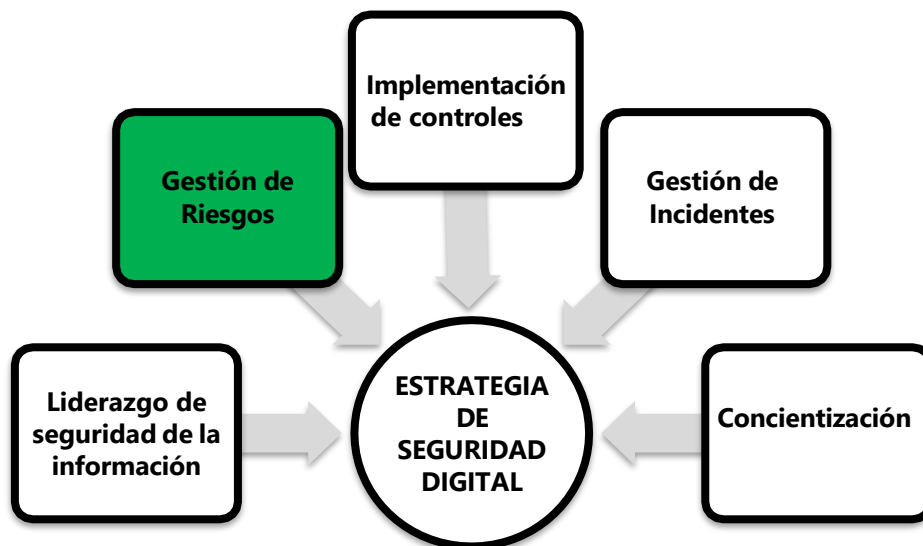 Implementación
de controles
Gestión de
Riesgos
Gestión de
Incidentes
Liderazgo de
seguridad de la
información
ESTRATEGIA
DE
SEGURIDAD
DIGITAL
Concientización